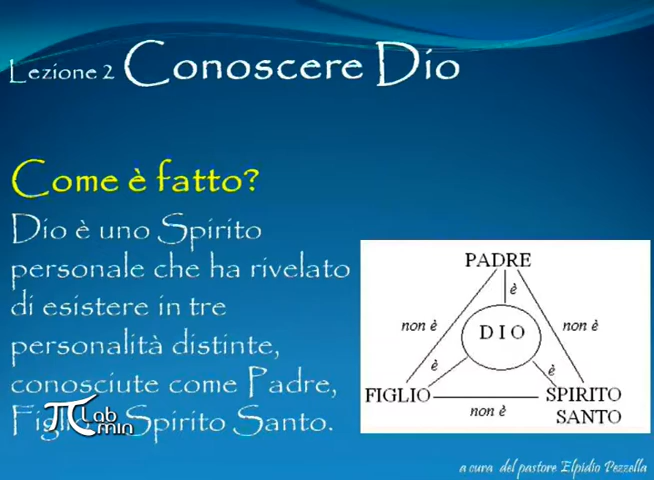 Lezione 2 Conoscere Dio
Come è fatto?
Dio è uno Spirito
personale che ha rivelato
di esistere in tre
personalità distinte,
conosciute come Padre,
Figlio Spirito Santo.
PADRE
è
non è
DIO
non è
è
è
FIGLIO
SPIRITO
SANTO
non è
Lab
min
a cura del pastore Elpidio Pezzella